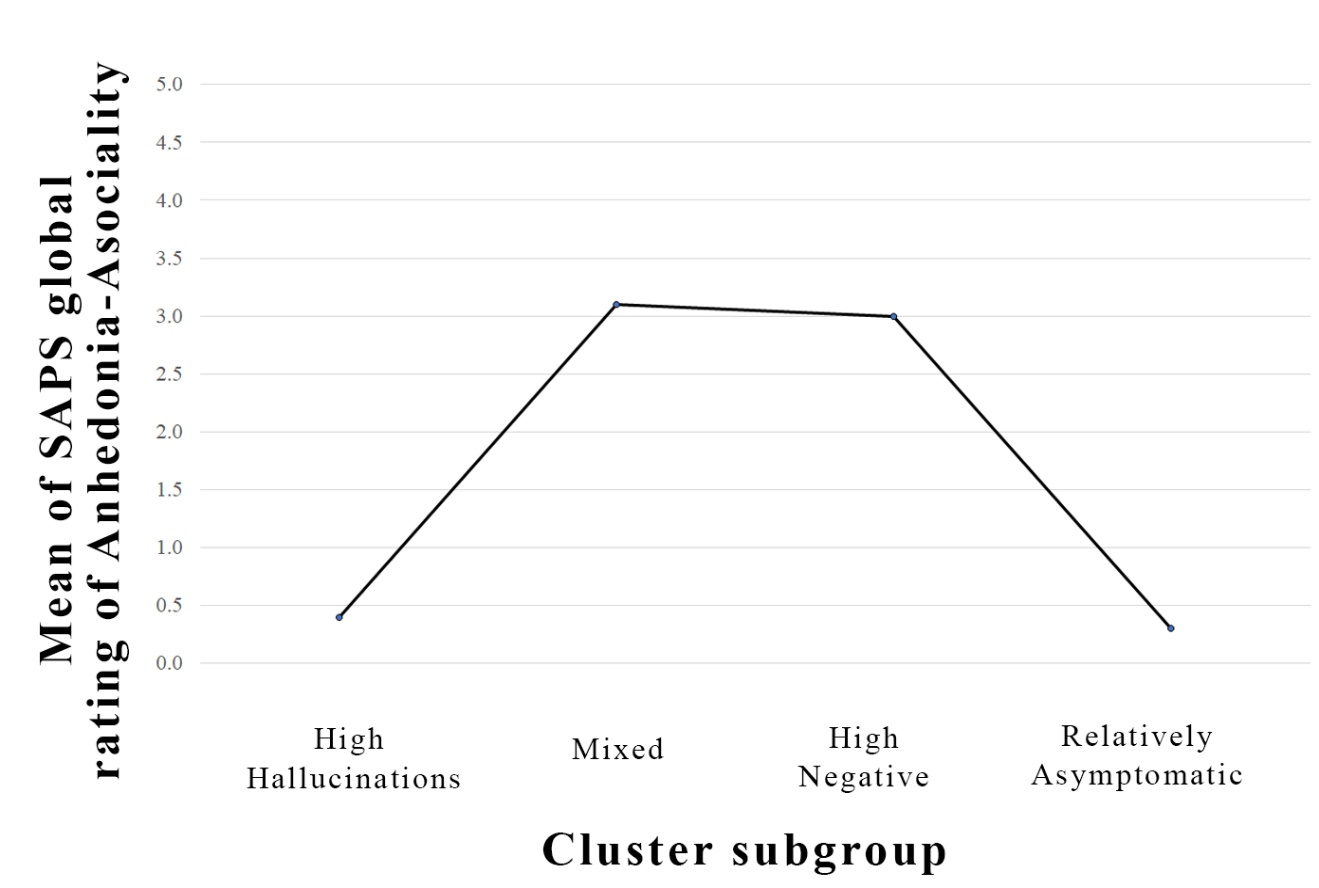 Mean of SAPS global
rating of Anhedonia-Asociality
5.0
4.5
4.0
3.5
3.0
2.5
2.0
1.5
1.0
0.5
0.0
High
Hallucinations
Mixed
High
Negative
Relatively
Asymptomatic
Cluster subgroup